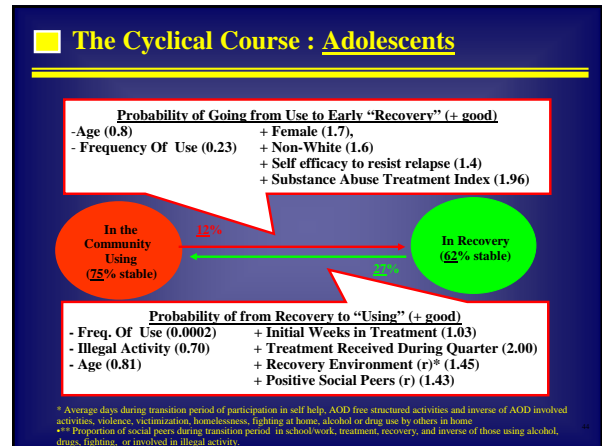 The Cyclical Course : Adolescents
Probability of Going from Use to Early “Recovery” (+ good)
-Age (0.8) + Female (1.7),
- Frequency Of Use (0.23) + Non-White (1.6)
+ Self efficacy to resist relapse (1.4)
+ Substance Abuse Treatment Index (1.96)
In the
Community
Using
(75% stable)
12%
27%
In Recovery
(62% stable)
Probability of from Recovery to “Using” (+ good)
- Freq. Of Use (0.0002) + Initial Weeks in Treatment (1.03)
- Illegal Activity (0.70) + Treatment Received During Quarter (2.00)
- Age (0.81) + Recovery Environment (r)* (1.45)
+ Positive Social Peers (r) (1.43)
* Average days during transition period of participation in self help, AOD free structured activities and inverse of AOD involved
activities, violence, victimization, homelessness, fighting at home, alcohol or drug use by others in home
•** Proportion of social peers during transition period in school/work, treatment, recovery, and inverse of those using alcohol,
drugs, fighting, or involved in illegal activity.